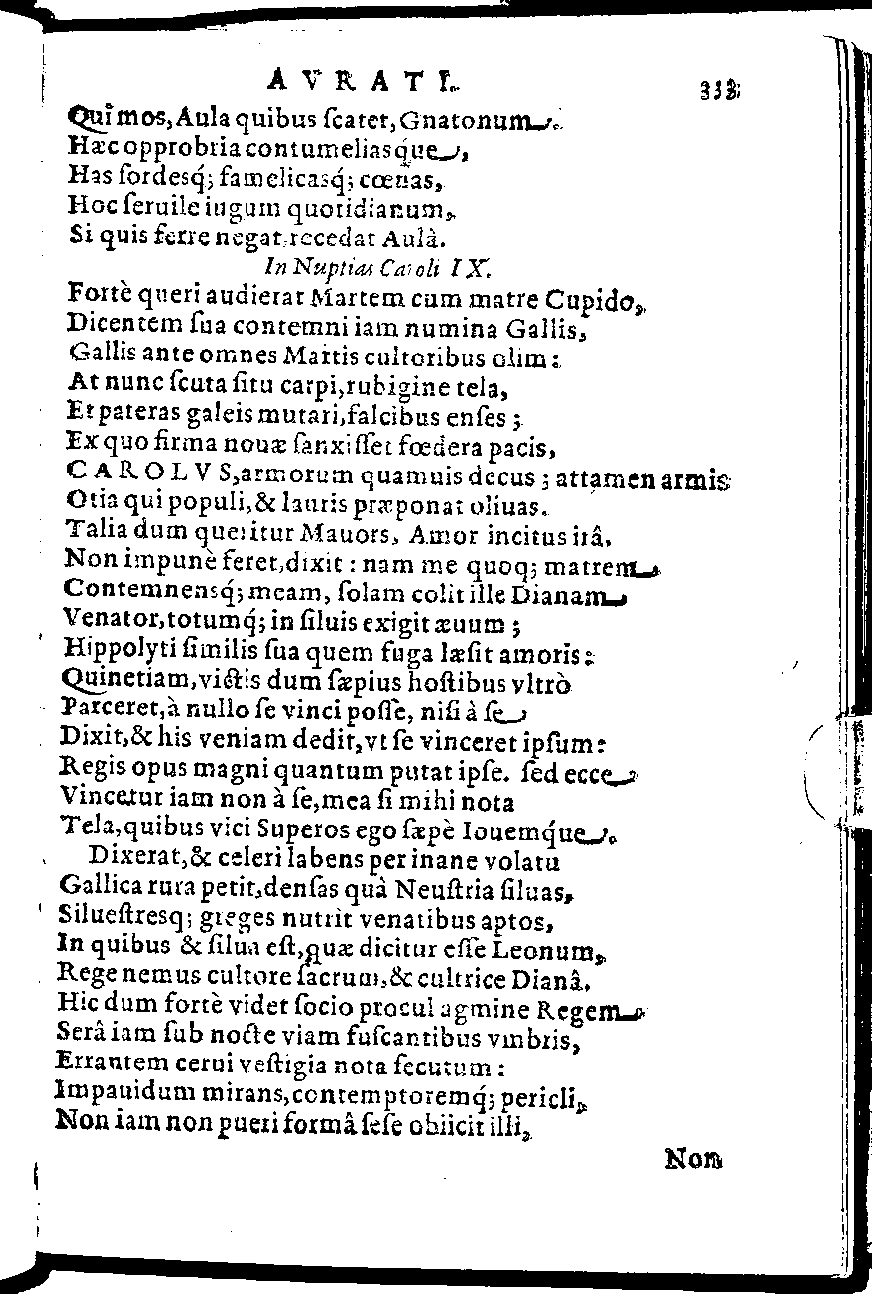 AVRATI.
Qui mos, Aula quibus ſcatet, Gnatonum.
Hæc opprobria contumeliasq́ue,
Has ſordesq́; famelicasq́; cœnas,
Hoc ſeruile iugum quotidianum,
Si quis ferre negat, recedat Aulâ.
In Nuptias Caroli IX.
Fortè queri audierat Martem cum matre Cupido,
Dicentem ſua contemni iam numina Gallis,
Gallis ante omnes Martis cultoribus olim:
At nunc ſcuta ſitu carpi, rubigine tela,
Et pateras galeis mutari, falcibus enſes;
Ex quo firma nouæ ſanxiſſet fœdera pacis,
CAROLVS, armorum quamuis decus; attamen armis
Otia qui populi, & lauris præponat oliuas.
Talia dum queritur Mauors, Amor incitus irâ.
Non impunè feret, dixit: nam me quoq; matrem
Contemnensq́; meam, ſolam colit ille Dianam
Venator, totumq́; in ſiluis exigit æuum;
Hippolyti ſimilis ſua quem fuga læſit amoris:
Quinetiam, victis dum ſæpius hoſtibus vltrò
Parceret, à nullo ſe vinci poſſe, niſi à ſe
Dixit, & his veniam dedit, vt ſe vinceret ipſum:
Regis opus magni quantum putat ipſe. ſed ecce
Vincetur iam non à ſe, mea ſi mihi nota
Tela, quibus vici Superos ego ſæpè Iouemq́ue.
Dixerat, & celeri labens per inane volatu
Gallica rura petit, denſas quà Neuſtria ſiluas,
Silueſtresq; greges nutrit venatibus aptos,
In quibus & ſilua eſt, quæ dicitur eſſe Leonum,
Rege nemus cultore ſacrum, & cultrice Dianâ.
Hic dum fortè videt ſocio procul agmine Regem
Serâ iam ſub nocte viam fuſcantibus vmbris,
Errantem cerui veſtigia nota ſecutum:
Impauidum mirans, contemptoremq́; pericli,
Non iam non pueri formâ ſeſe obiicit illi,
Non